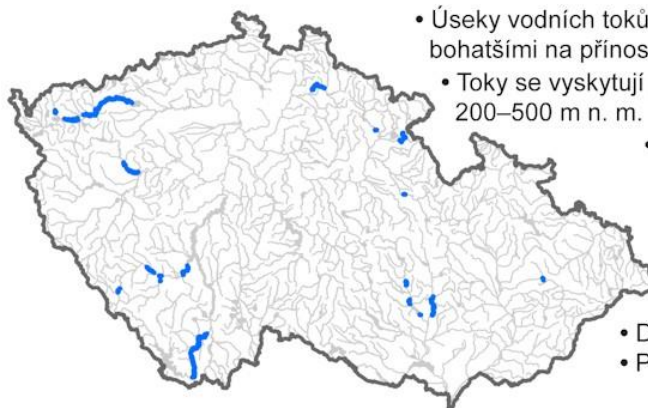 • Úseky vodních toků
bohatšími na přínos
• Toky se vyskytují
200–500 m n. m.
•
• D
• P